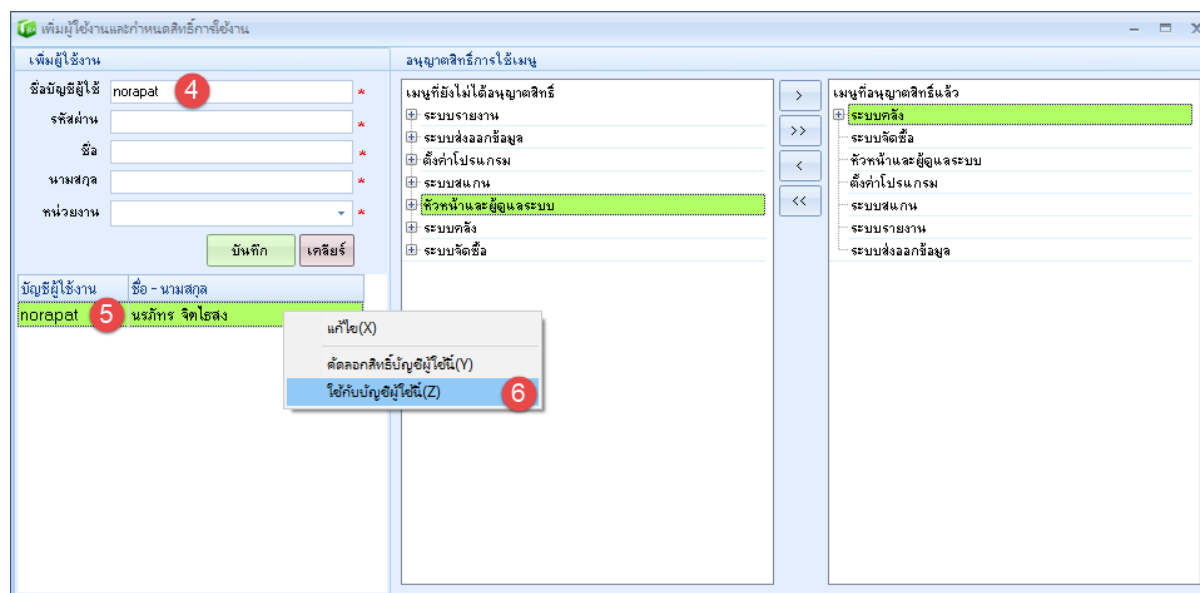 เพิ่มผู้ใช้งานและกำหนดสิทธิ์การใช้งาน
เพิ่มผู้ใช้งาน
ชื่อบัญชีผู้ใช้ norapat 4 *
รหัสผ่าน *
ชื่อ *
นามสกุล *
หน่วยงาน *
บันทึก เคลียร์
บัญชีผู้ใช้งาน ชื่อ - นามสกุล
norapat 5 นรภัทร จิตไธสง
แก้ไข(X)
คัดลอกสิทธิ์บัญชีผู้ใช้นี้(Y)
ใช้กับบัญชีผู้ใช้นี้(Z) 6
อนุญาตสิทธิ์การใช้เมนู
เมนูที่ยังไม่ได้อนุญาตสิทธิ์
ระบบรายงาน
ระบบส่งออกข้อมูล
ตั้งค่าโปรแกรม
ระบบสแกน
หัวหน้าและผู้ดูแลระบบ
ระบบคลัง
ระบบจัดซื้อ
>
>>
<
<<
เมนูที่อนุญาตสิทธิ์แล้ว
ระบบคลัง
ระบบจัดซื้อ
หัวหน้าและผู้ดูแลระบบ
ตั้งค่าโปรแกรม
ระบบสแกน
ระบบรายงาน
ระบบส่งออกข้อมูล